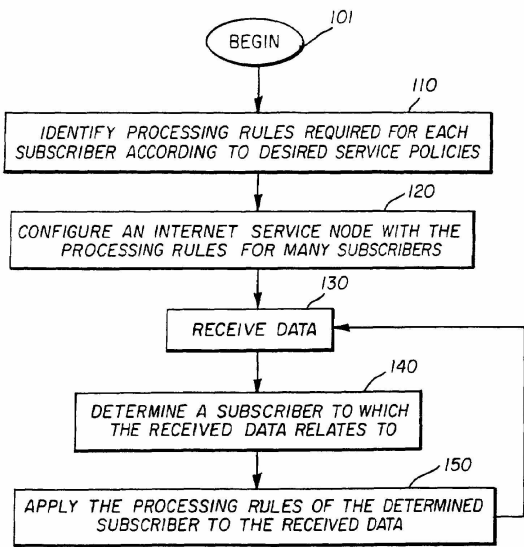 BEGIN
101
110
IDENTIFY PROCESSING RULES REQUIRED FOR EACH
SUBSCRIBER ACCORDING TO DESIRED SERVICE POLICIES
120
CONFIGURE AN INTERNET SERVICE NODE WITH THE
PROCESSING RULES FOR MANY SUBSCRIBERS
130
RECEIVE DATA
140
DETERMINE A SUBSCRIBER TO WHICH
THE RECEIVED DATA RELATES TO
150
APPLY THE PROCESSING RULES OF THE DETERMINED
SUBSCRIBER TO THE RECEIVED DATA